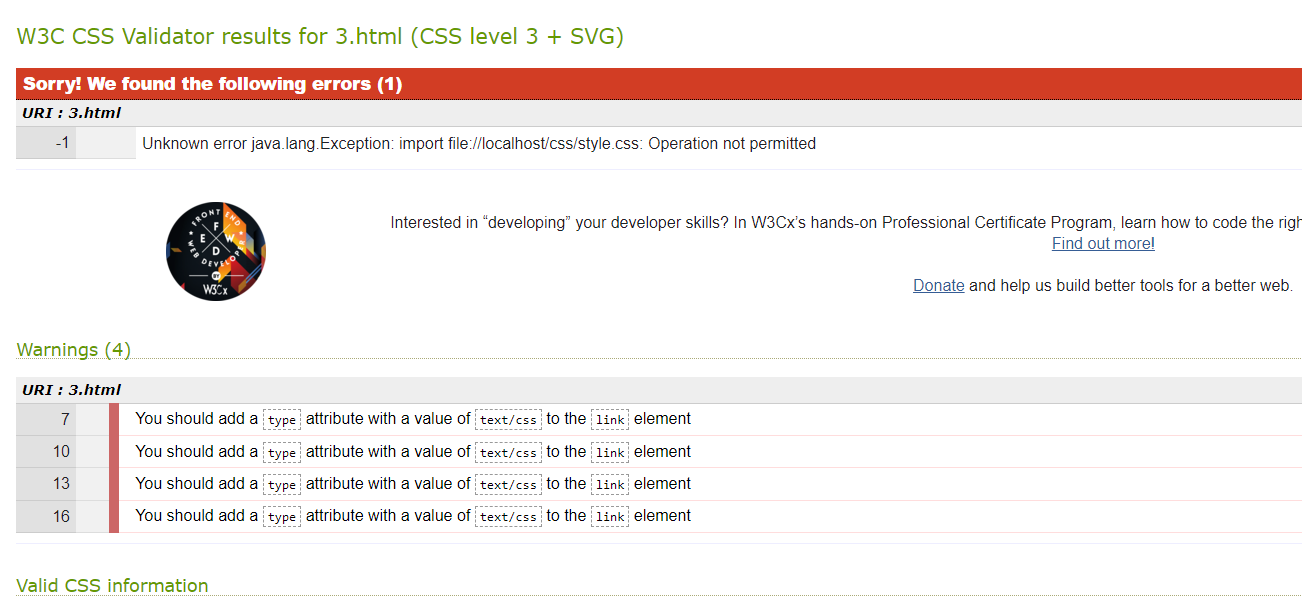 W3C CSS Validator results for 3.html (CSS level 3 + SVG)
Sorry! We found the following errors (1)
URI : 3.html
-1 Unknown error java.lang.Exception: import file://localhost/css/style.css: Operation not permitted
FRONT END
WEB DEVELOPER
F
E W
D
BY
W3Cx
Interested in “developing” your developer skills? In W3Cx’s hands-on Professional Certificate Program, learn how to code the righ
Find out more!
Donate and help us build better tools for a better web.
Warnings (4)
URI : 3.html
7 You should add a type attribute with a value of text/css to the link element
10 You should add a type attribute with a value of text/css to the link element
13 You should add a type attribute with a value of text/css to the link element
16 You should add a type attribute with a value of text/css to the link element
Valid CSS information